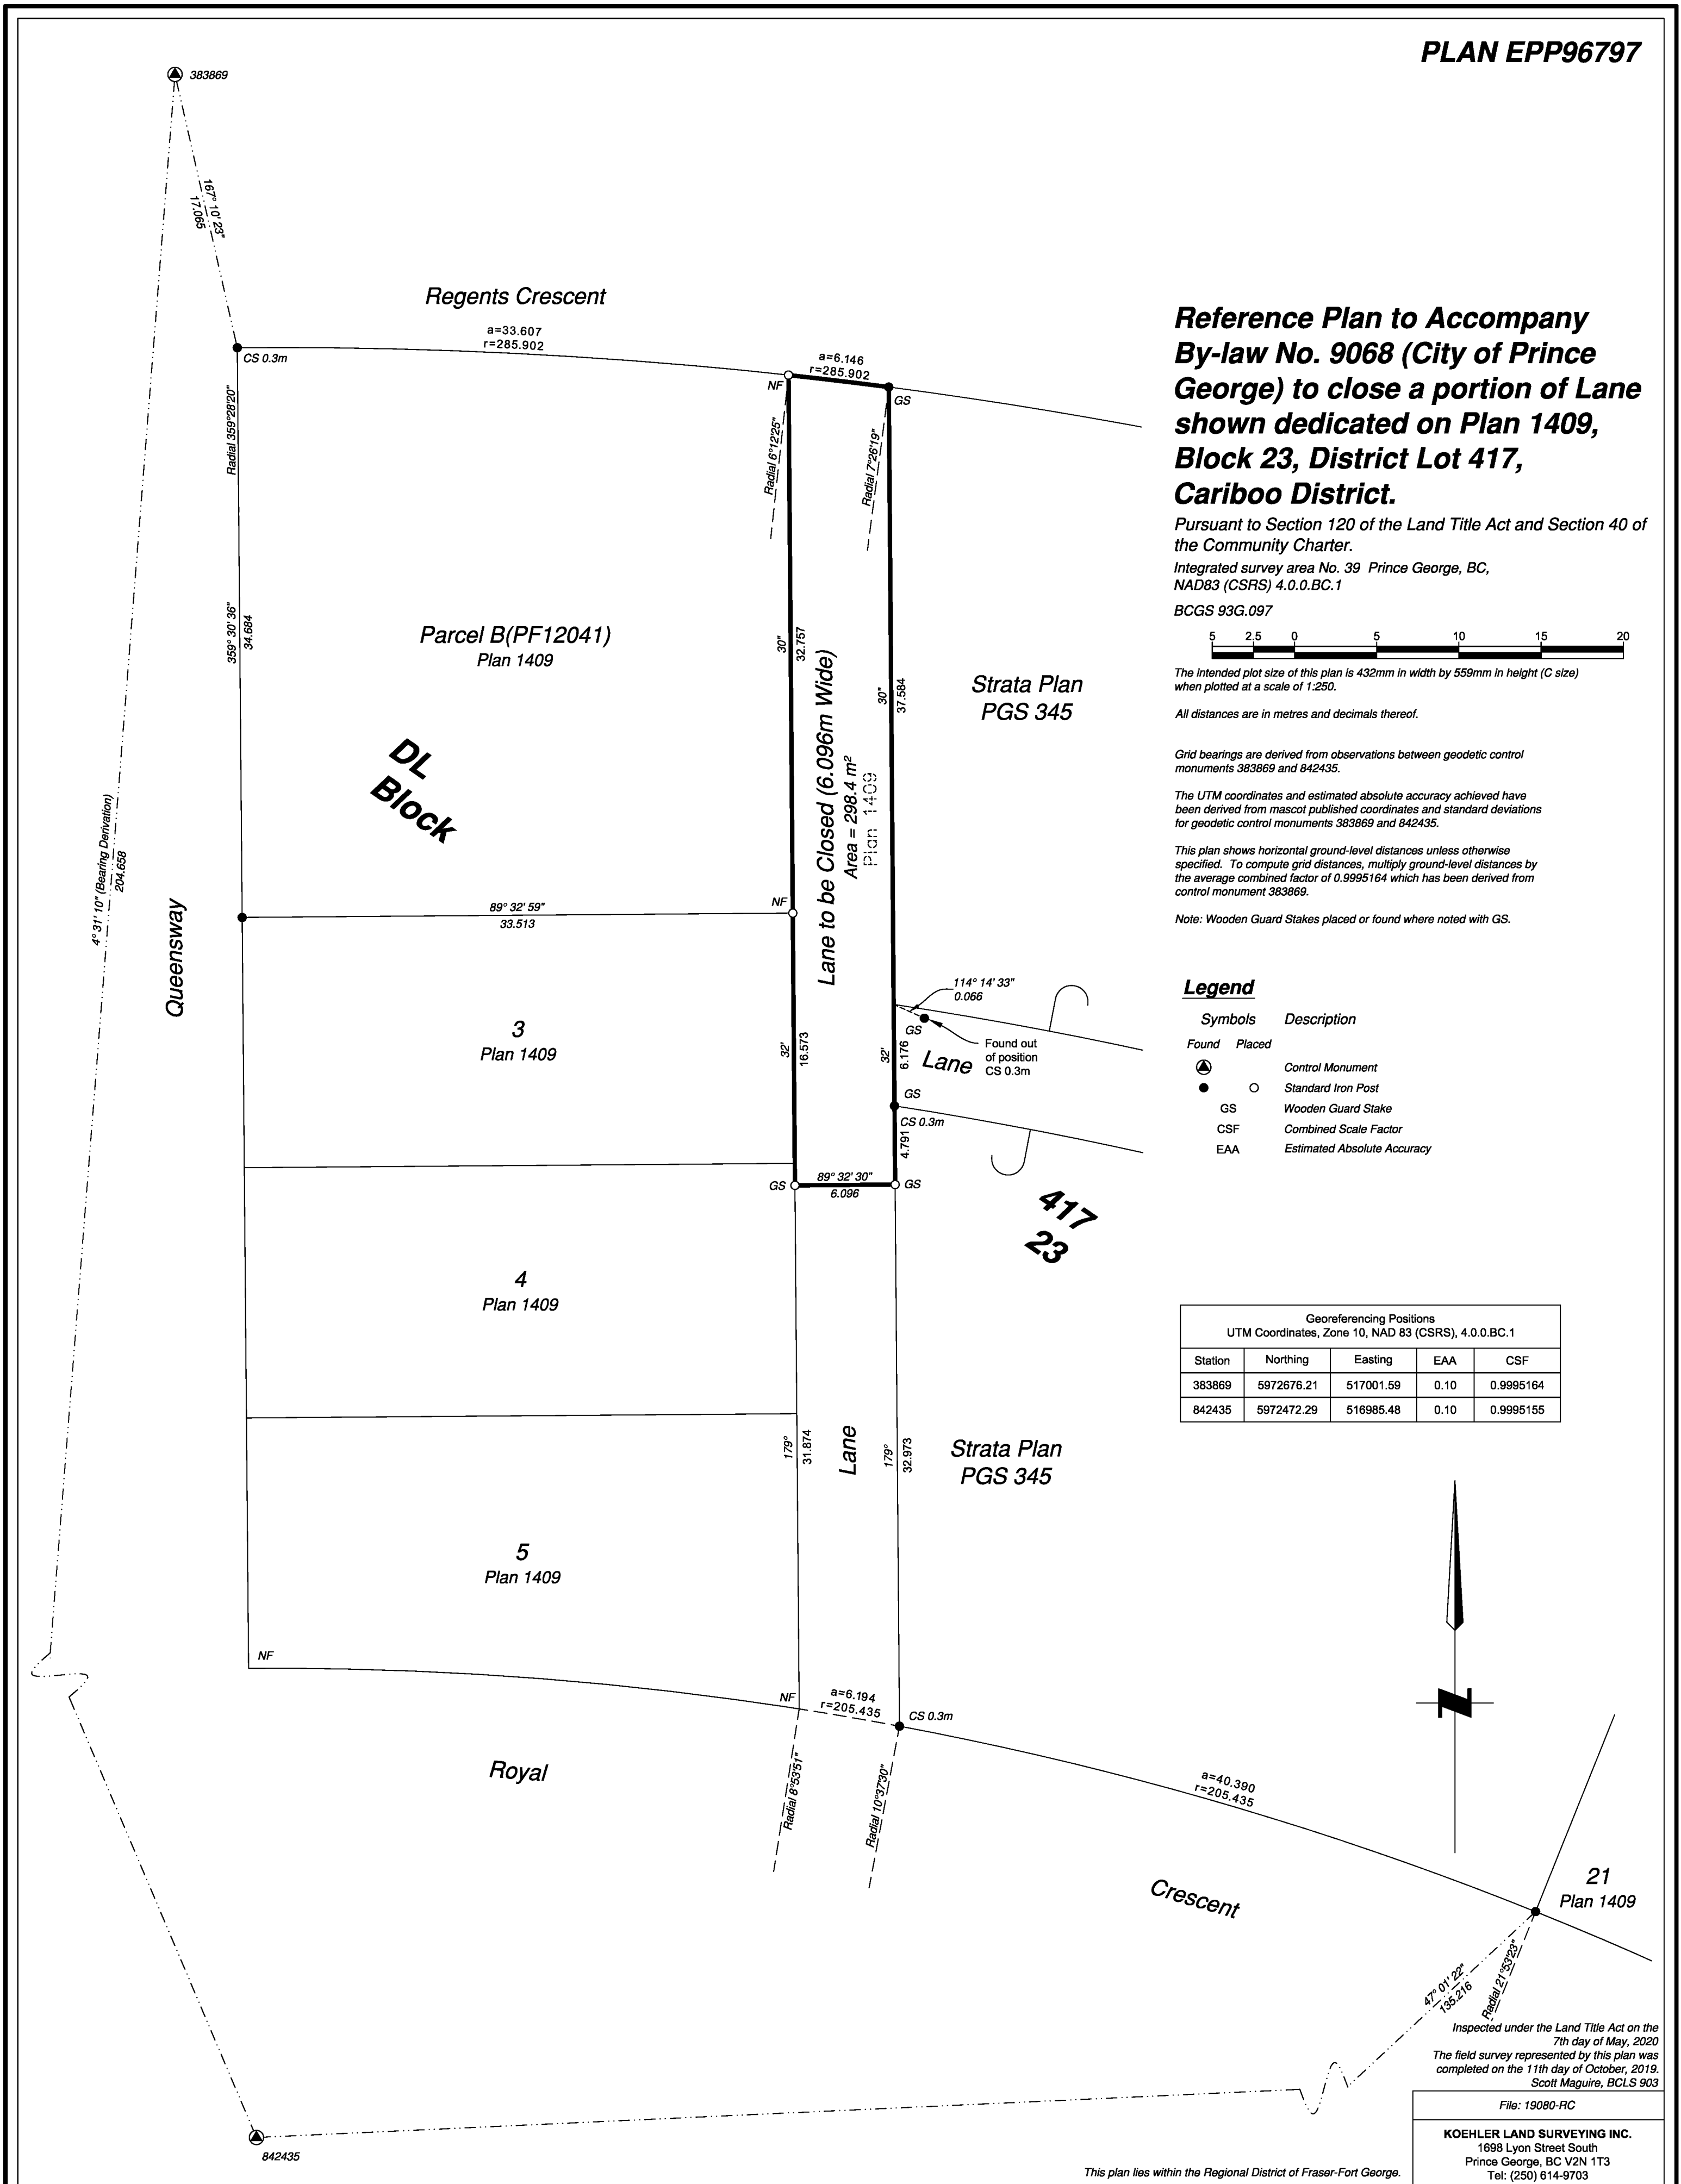 PLAN EPP96797
383869
167° 10' 23"
17.065
Regents Crescent
a=33.607
r=285.902
CS 0.3m
a=6.146
r=285.902
NF
GS
Radial 359°28'20"
Radial 6°12'25"
Radial 7°26'19"
Reference Plan to Accompany
By-law No. 9068 (City of Prince
George) to close a portion of Lane
shown dedicated on Plan 1409,
Block 23, District Lot 417,
Cariboo District.
Pursuant to Section 120 of the Land Title Act and Section 40 of
the Community Charter.
Integrated survey area No. 39 Prince George, BC,
NAD83 (CSRS) 4.0.0.BC.1
BCGS 93G.097
5 2.5 0 5 10 15 20
The intended plot size of this plan is 432mm in width by 559mm in height (C size)
when plotted at a scale of 1:250.
All distances are in metres and decimals thereof.
Grid bearings are derived from observations between geodetic control
monuments 383869 and 842435.
The UTM coordinates and estimated absolute accuracy achieved have
been derived from mascot published coordinates and standard deviations
for geodetic control monuments 383869 and 842435.
This plan shows horizontal ground-level distances unless otherwise
specified. To compute grid distances, multiply ground-level distances by
the average combined factor of 0.9995164 which has been derived from
control monument 383869.
Note: Wooden Guard Stakes placed or found where noted with GS.
359° 30' 36"
34.684
Parcel B(PF12041)
Plan 1409
30"
32.757
Lane to be Closed (6.096m Wide)
Area = 298.4 m²
Plan 1409
30"
37.584
Strata Plan
PGS 345
DL
Block
4° 31' 10" (Bearing Derivation)
204.658
Queensway
89° 32' 59"
33.513
NF
3
Plan 1409
32'
16.573
32'
6.176
114° 14' 33"
0.066
GS
Found out
of position
CS 0.3m
Lane
GS
CS 0.3m
4.791
89° 32' 30"
6.096
GS
GS
417
23
Legend
Symbols Description
Found Placed
Control Monument
Standard Iron Post
GS Wooden Guard Stake
CSF Combined Scale Factor
EAA Estimated Absolute Accuracy
4
Plan 1409
Georeferencing Positions
UTM Coordinates, Zone 10, NAD 83 (CSRS), 4.0.0.BC.1
Station Northing Easting EAA CSF
383869 5972676.21 517001.59 0.10 0.9995164
842435 5972472.29 516985.48 0.10 0.9995155
179°
31.874
Lane
179°
32.973
Strata Plan
PGS 345
5
Plan 1409
NF
NF
a=6.194
r=205.435
CS 0.3m
Radial 8°53'51"
Radial 10°37'30"
Royal
a=40.390
r=205.435
Crescent
N
21
Plan 1409
47° 01' 22"
135.216
Radial 21°53'23"
Inspected under the Land Title Act on the
7th day of May, 2020
The field survey represented by this plan was
completed on the 11th day of October, 2019.
Scott Maguire, BCLS 903
File: 19080-RC
KOEHLER LAND SURVEYING INC.
1698 Lyon Street South
Prince George, BC V2N 1T3
Tel: (250) 614-9703
842435
This plan lies within the Regional District of Fraser-Fort George.